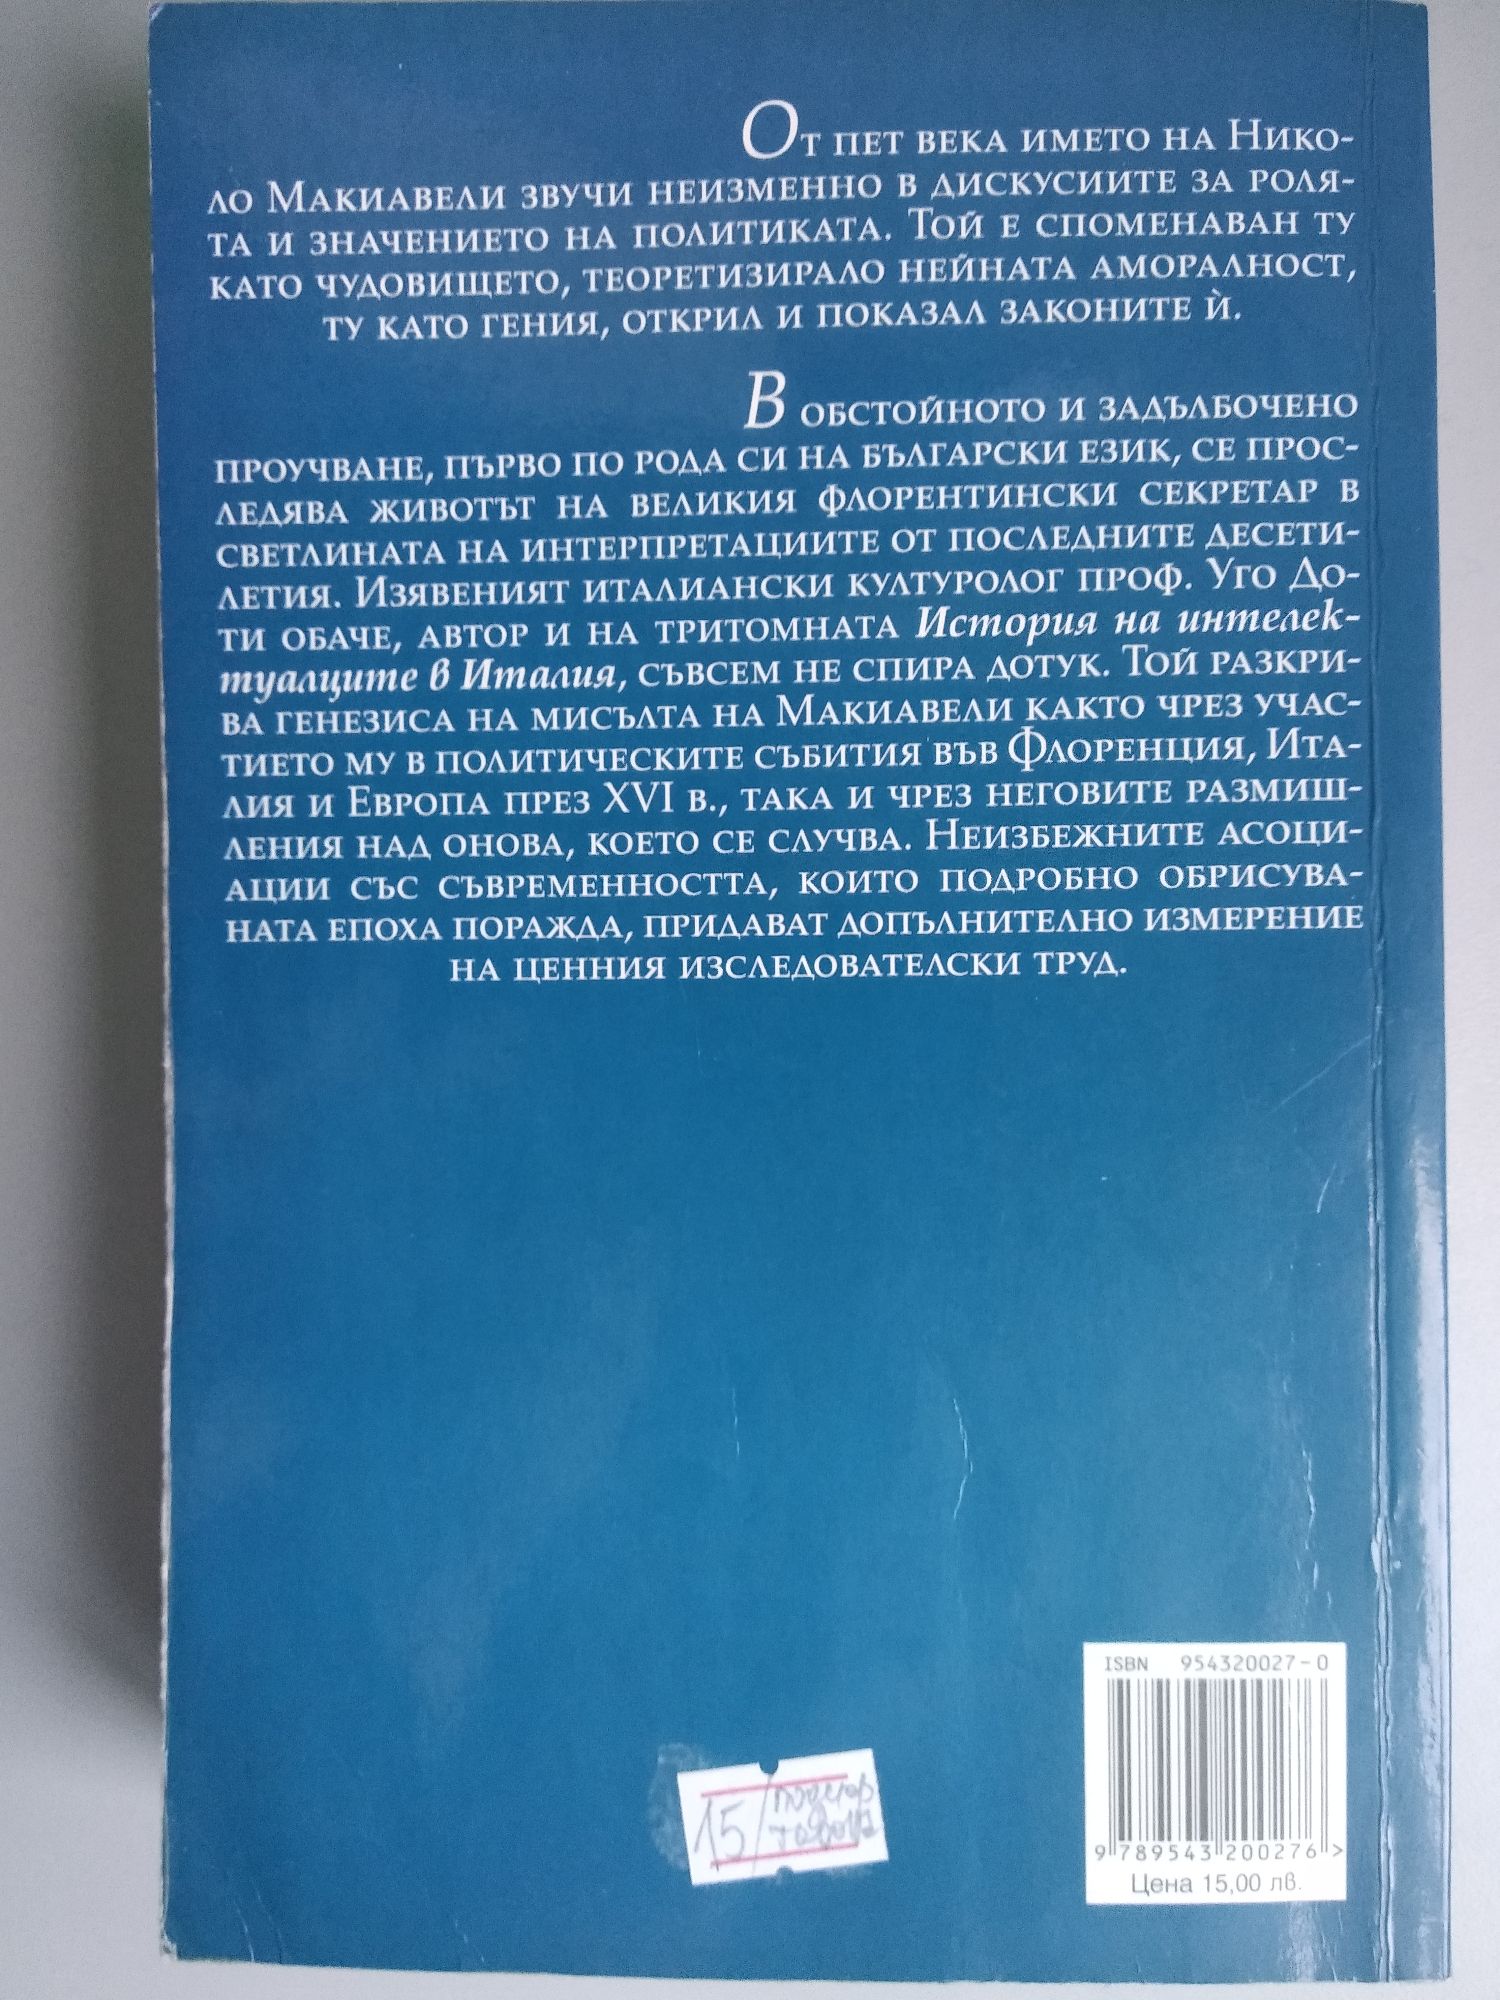 От пет века името на Нико-
ло Макиавели звучи неизменно в дискусиите за роля-
та и значението на политиката. Той е споменаван ту
като чудовището, теоретизирало нейната аморалност,
ту като гения, открил и показал законите ѝ.
В обстойното и задълбочено
проучване, първо по рода си на български език, се прос-
ледява животът на великия флорентински секретар в
светлината на интерпретациите от последните десети-
летия. Изявеният италиански културолог проф. Уго До-
ти обаче, автор и на тритомната История на интелек-
туалците в Италия, съвсем не спира дотук. Той разкри-
ва генезиса на мисълта на Макиавели както чрез учас-
тието му в политическите събития във Флоренция, Ита-
лия и Европа през XVI в., така и чрез неговите размиш-
ления над онова, което се случва. Неизбежните асоци-
ации със съвременността, които подробно обрисува-
ната епоха поражда, придават допълнително измерение
на ценния изследователски труд.
ISBN 954320027-0
9 789543 200276 >
Цена 15,00 лв.
15/